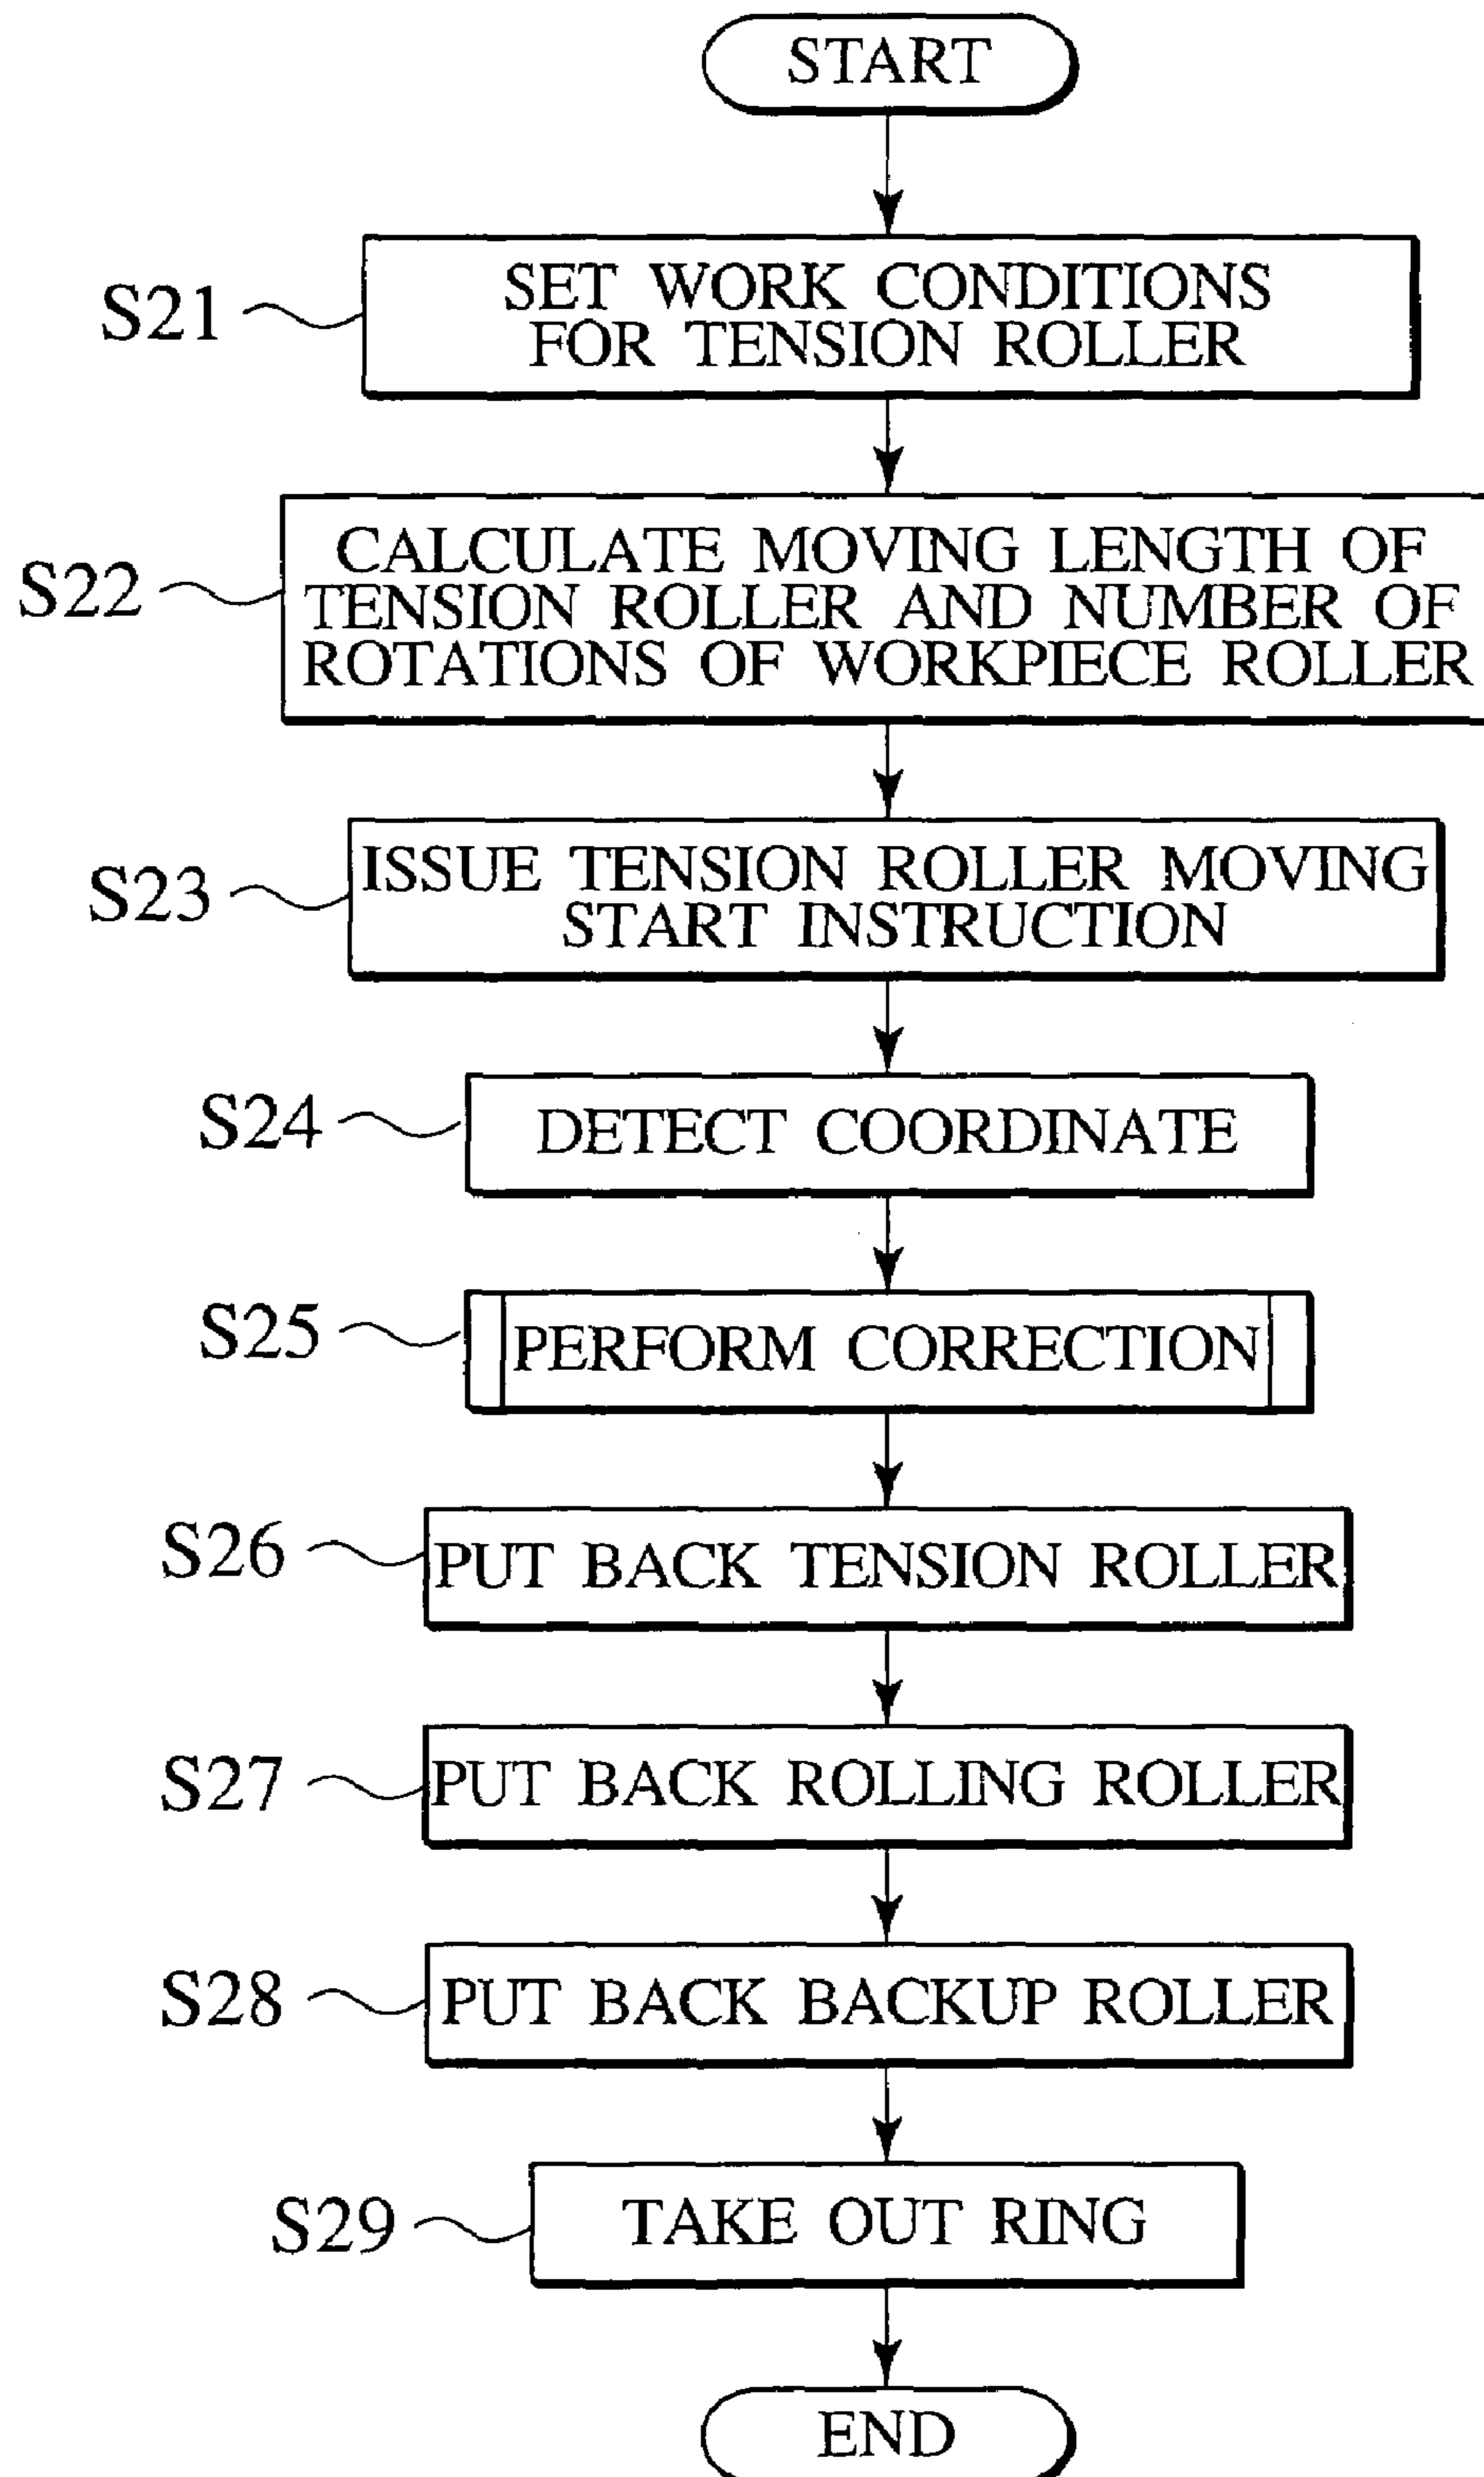 START
S21
SET WORK CONDITIONS
FOR TENSION ROLLER
S22
CALCULATE MOVING LENGTH OF
TENSION ROLLER AND NUMBER OF
ROTATIONS OF WORKPIECE ROLLER
S23
ISSUE TENSION ROLLER MOVING
START INSTRUCTION
S24
DETECT COORDINATE
S25
PERFORM CORRECTION
S26
PUT BACK TENSION ROLLER
S27
PUT BACK ROLLING ROLLER
S28
PUT BACK BACKUP ROLLER
S29
TAKE OUT RING
END